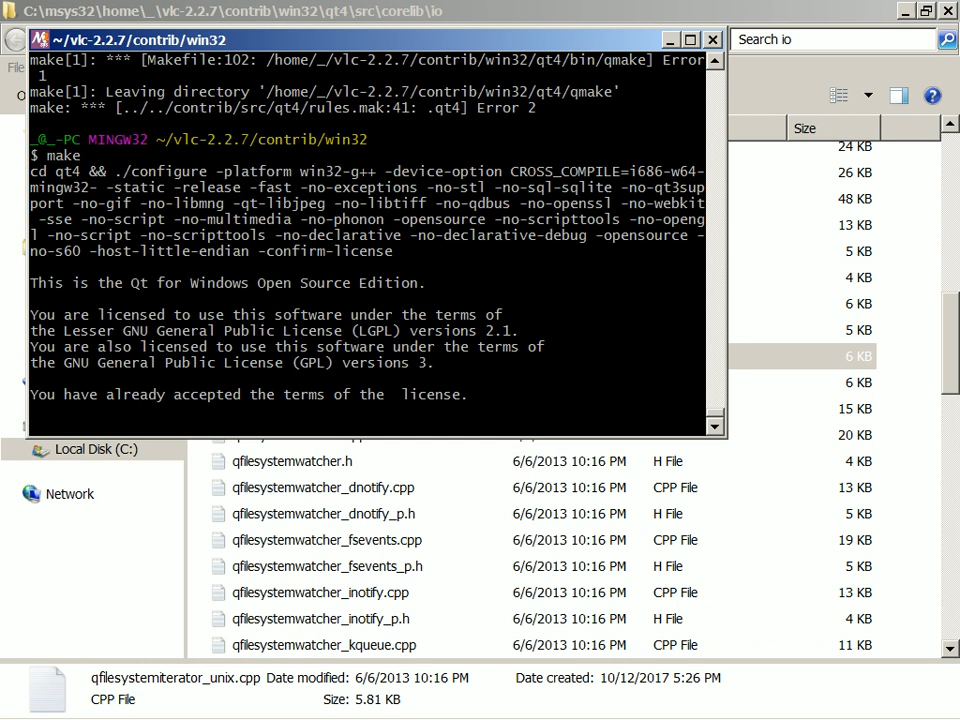 C:\msys32\home\_\vlc-2.2.7\contrib\win32\qt4\src\corelib\io
~/vlc-2.2.7/contrib/win32
Search io
File
make[1]: *** [Makefile:102: /home/_/vlc-2.2.7/contrib/win32/qt4/bin/qmake] Error
1
make[1]: Leaving directory '/home/_/vlc-2.2.7/contrib/win32/qt4/qmake'
make: *** [../../contrib/src/qt4/rules.mak:41: .qt4] Error 2
_@_-PC MINGW32 ~/vlc-2.2.7/contrib/win32
$ make
cd qt4 && ./configure -platform win32-g++ -device-option CROSS_COMPILE=i686-w64-
mingw32- -static -release -fast -no-exceptions -no-stl -no-sql-sqlite -no-qt3sup
port -no-gif -no-libmng -qt-libjpeg -no-libtiff -no-qdbus -no-openssl -no-webkit
-sse -no-script -no-multimedia -no-phonon -opensource -no-scripttools -no-openg
l -no-script -no-scripttools -no-declarative -no-declarative-debug -opensource -
no-s60 -host-little-endian -confirm-license
This is the Qt for Windows Open Source Edition.
You are licensed to use this software under the terms of
the Lesser GNU General Public License (LGPL) versions 2.1.
You are also licensed to use this software under the terms of
the GNU General Public License (GPL) versions 3.
You have already accepted the terms of the  license.
Size
24 KB
26 KB
48 KB
13 KB
5 KB
4 KB
6 KB
5 KB
6 KB
6 KB
15 KB
20 KB
Local Disk (C:)
Network
qfilesystemwatcher.h 6/6/2013 10:16 PM H File 4 KB
qfilesystemwatcher_dnotify.cpp 6/6/2013 10:16 PM CPP File 13 KB
qfilesystemwatcher_dnotify_p.h 6/6/2013 10:16 PM H File 5 KB
qfilesystemwatcher_fsevents.cpp 6/6/2013 10:16 PM CPP File 19 KB
qfilesystemwatcher_fsevents_p.h 6/6/2013 10:16 PM H File 5 KB
qfilesystemwatcher_inotify.cpp 6/6/2013 10:16 PM CPP File 13 KB
qfilesystemwatcher_inotify_p.h 6/6/2013 10:16 PM H File 4 KB
qfilesystemwatcher_kqueue.cpp 6/6/2013 10:16 PM CPP File 11 KB
qfilesystemiterator_unix.cpp Date modified: 6/6/2013 10:16 PM Date created: 10/12/2017 5:26 PM
CPP File Size: 5.81 KB